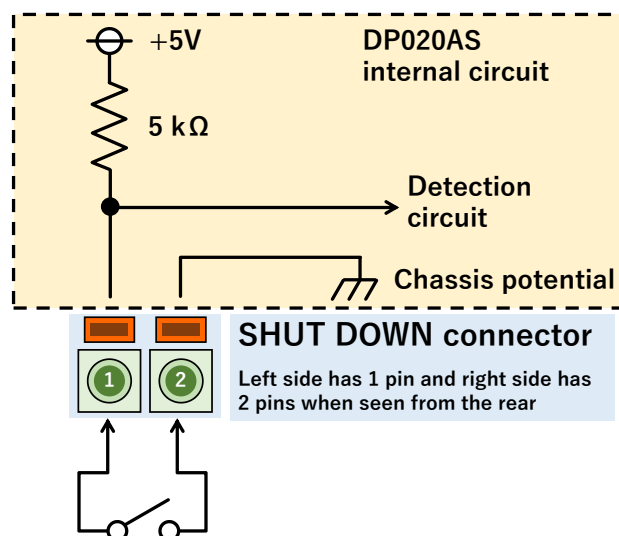 +5V
DP020AS
internal circuit
5 kΩ
Detection
circuit
Chassis potential
SHUT DOWN connector
1
2
Left side has 1 pin and right side has
2 pins when seen from the rear